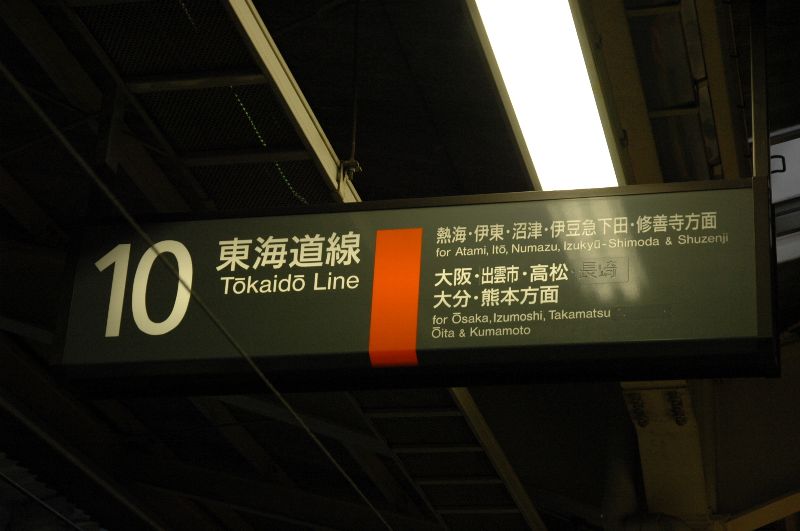 10
東海道線
Tōkaidō Line
熱海・伊東・沼津・伊豆急下田・修善寺方面
for Atami, Itō, Numazu, Izukyū-Shimoda & Shuzenji
大阪・出雲市・高松・長崎
大分・熊本方面
for Ōsaka, Izumoshi, Takamatsu
Ōita & Kumamoto